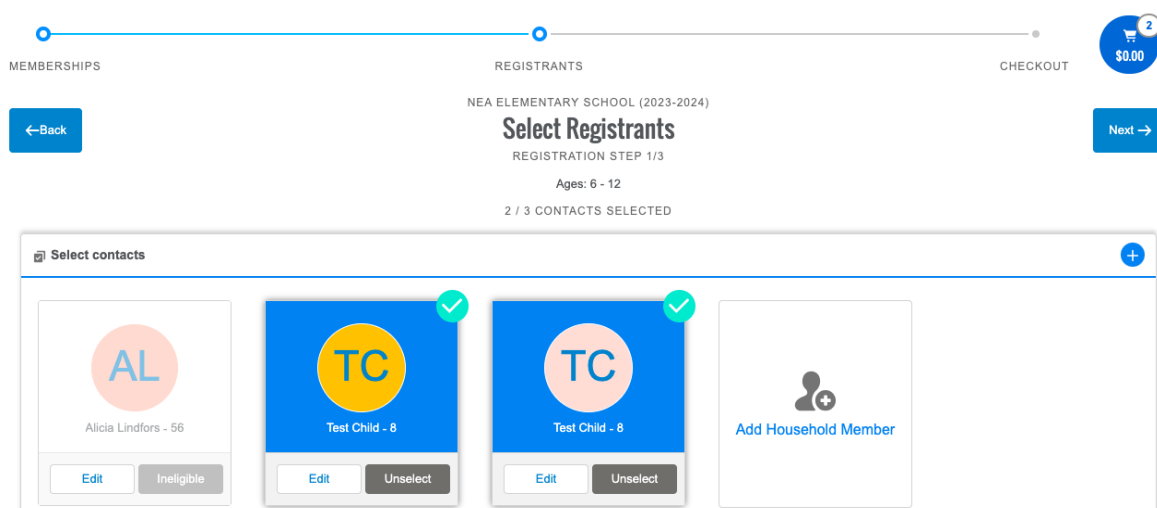 2
$0.00
MEMBERSHIPS
REGISTRANTS
CHECKOUT
NEA ELEMENTARY SCHOOL (2023-2024)
←Back
Select Registrants
Next →
REGISTRATION STEP 1/3
Ages: 6 - 12
2 / 3 CONTACTS SELECTED
Select contacts
AL
Alicia Lindfors - 56
Edit
Ineligible
TC
Test Child - 8
Edit
Unselect
TC
Test Child - 8
Edit
Unselect
Add Household Member